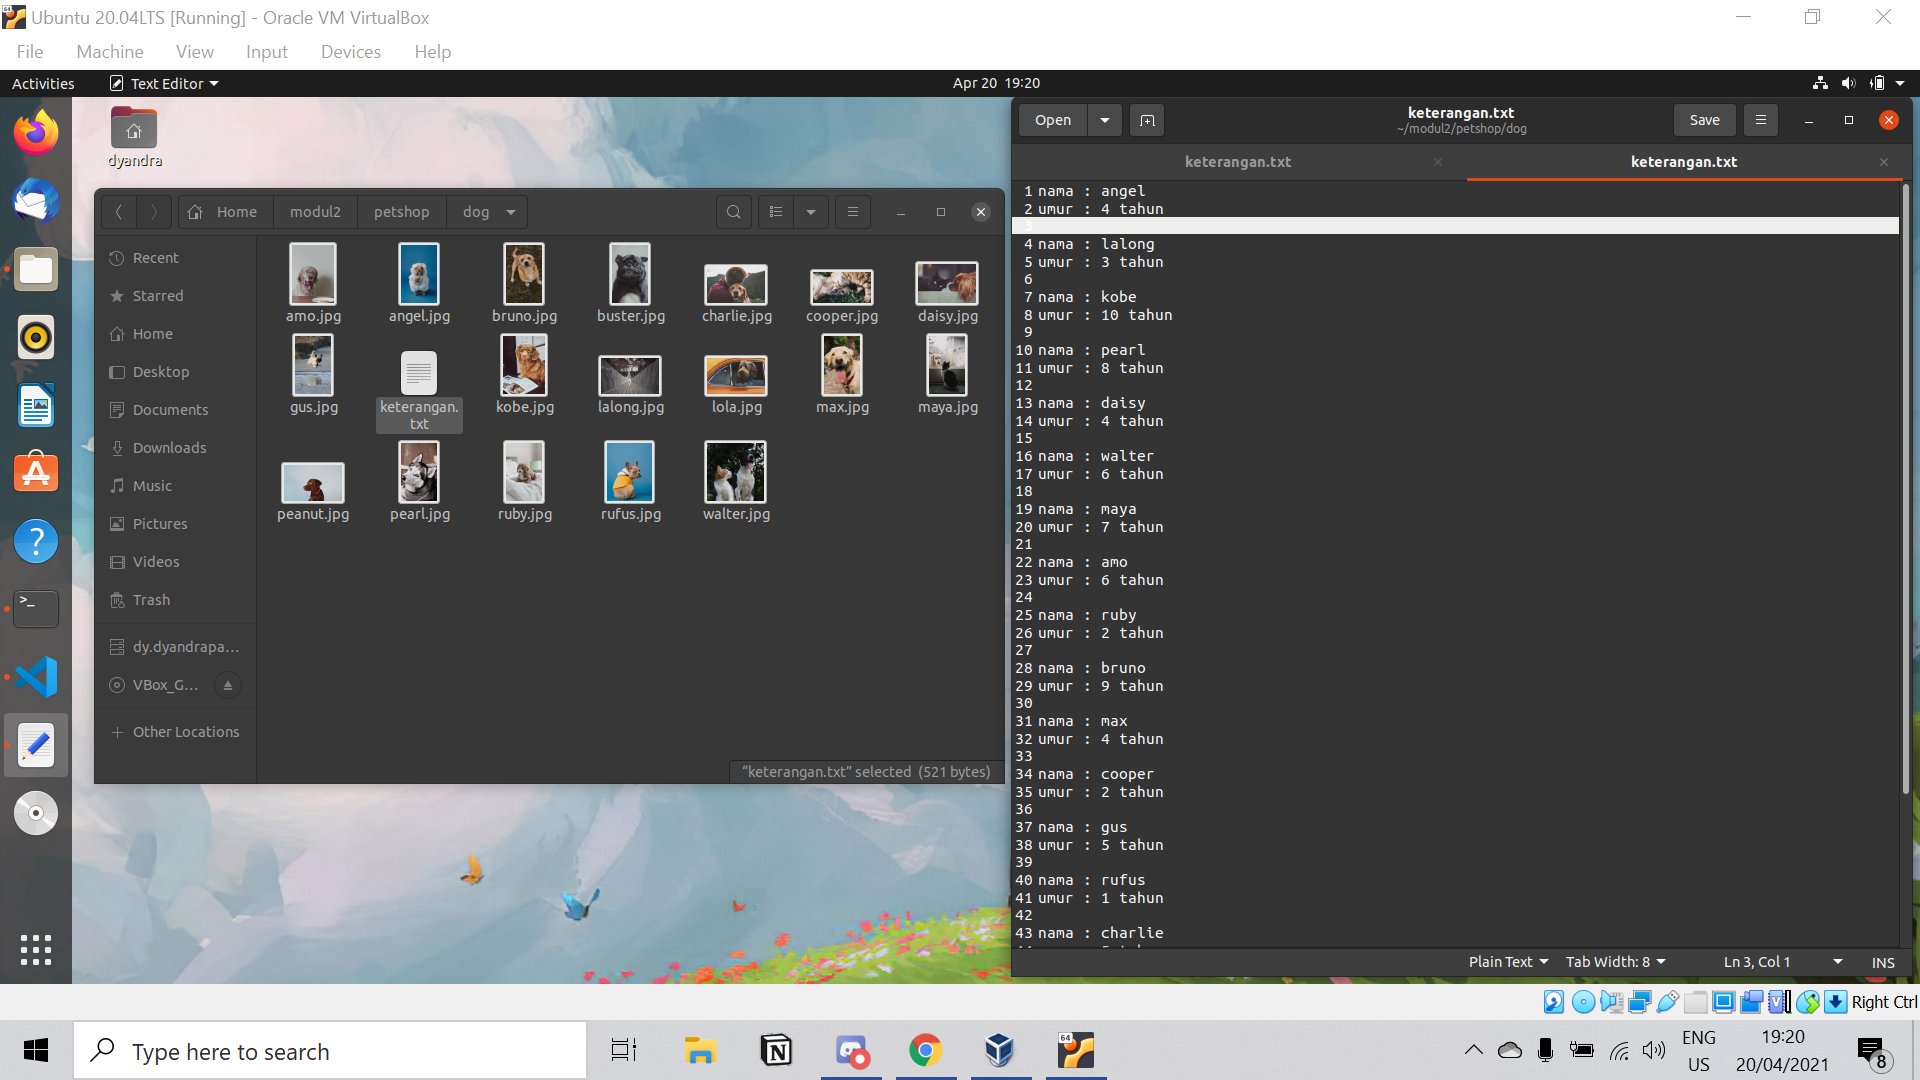 Ubuntu 20.04LTS [Running] - Oracle VM VirtualBox
File Machine View Input Devices Help
Activities Text Editor Apr 20 19:20
dyandra
Home modul2 petshop dog
Recent
Starred
Home
Desktop
Documents
Downloads
Music
Pictures
Videos
Trash
dy.dyandrapa...
VBox_G...
Other Locations
amo.jpg angel.jpg bruno.jpg buster.jpg charlie.jpg cooper.jpg daisy.jpg
gus.jpg keterangan.txt kobe.jpg lalong.jpg lola.jpg max.jpg maya.jpg
peanut.jpg pearl.jpg ruby.jpg rufus.jpg walter.jpg
“keterangan.txt” selected (521 bytes)
Open keterangan.txt Save
~/modul2/petshop/dog
keterangan.txt keterangan.txt
1 nama : angel
2 umur : 4 tahun
3
4 nama : lalong
5 umur : 3 tahun
6
7 nama : kobe
8 umur : 10 tahun
9
10 nama : pearl
11 umur : 8 tahun
12
13 nama : daisy
14 umur : 4 tahun
15
16 nama : walter
17 umur : 6 tahun
18
19 nama : maya
20 umur : 7 tahun
21
22 nama : amo
23 umur : 6 tahun
24
25 nama : ruby
26 umur : 2 tahun
27
28 nama : bruno
29 umur : 9 tahun
30
31 nama : max
32 umur : 4 tahun
33
34 nama : cooper
35 umur : 2 tahun
36
37 nama : gus
38 umur : 5 tahun
39
40 nama : rufus
41 umur : 1 tahun
42
43 nama : charlie
Plain Text Tab Width: 8 Ln 3, Col 1 INS
Right Ctrl
Type here to search
64
ENG
US
19:20
20/04/2021
8